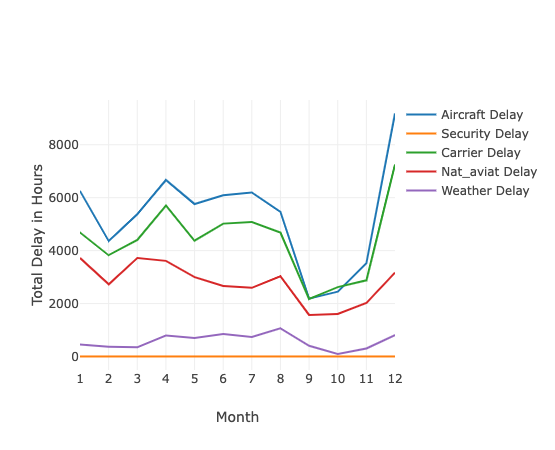 Total Delay in Hours
8000
6000
4000
2000
0
1 2 3 4 5 6 7 8 9 10 11 12
Month
Aircraft Delay
Security Delay
Carrier Delay
Nat_aviat Delay
Weather Delay